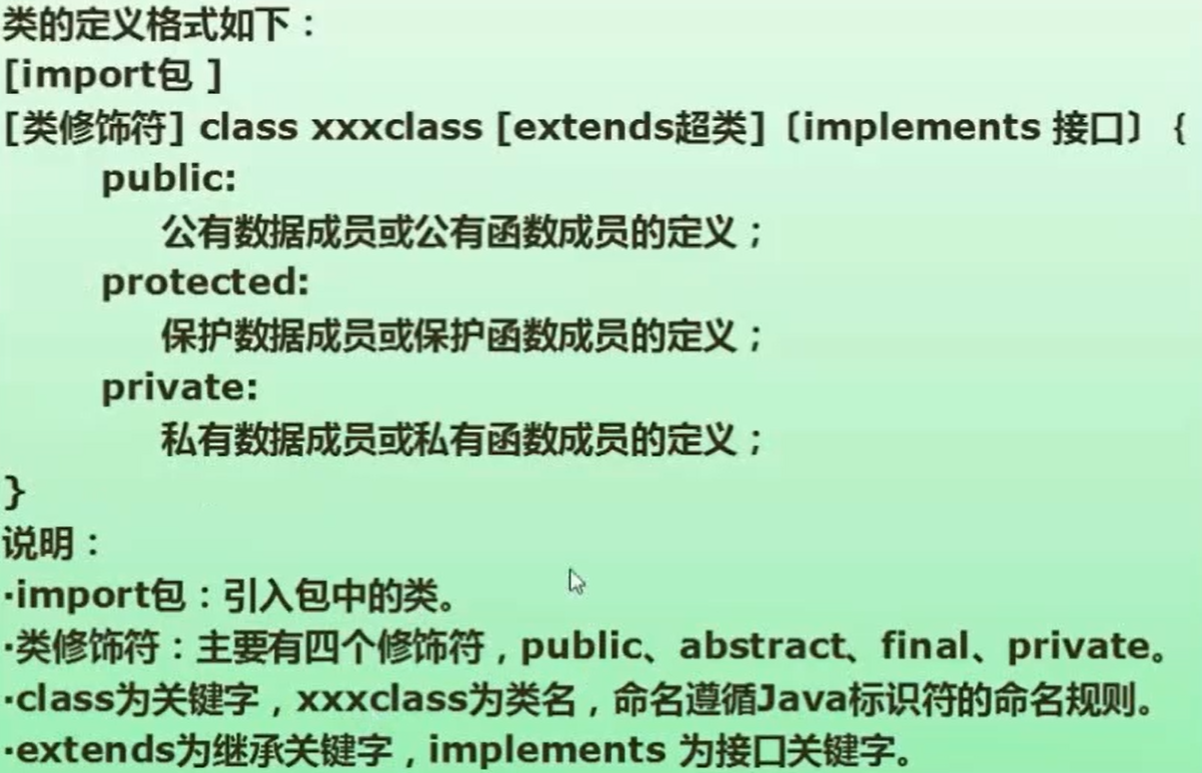 类的定义格式如下：
[import包 ]
[类修饰符] class xxxclass [extends超类]〔implements 接口〕{
public:
公有数据成员或公有函数成员的定义；
protected:
保护数据成员或保护函数成员的定义；
private:
私有数据成员或私有函数成员的定义；
}
说明：
·import包：引入包中的类。
·类修饰符：主要有四个修饰符，public、abstract、final、private。
·class为关键字，xxxclass为类名，命名遵循Java标识符的命名规则。
·extends为继承关键字，implements 为接口关键字。